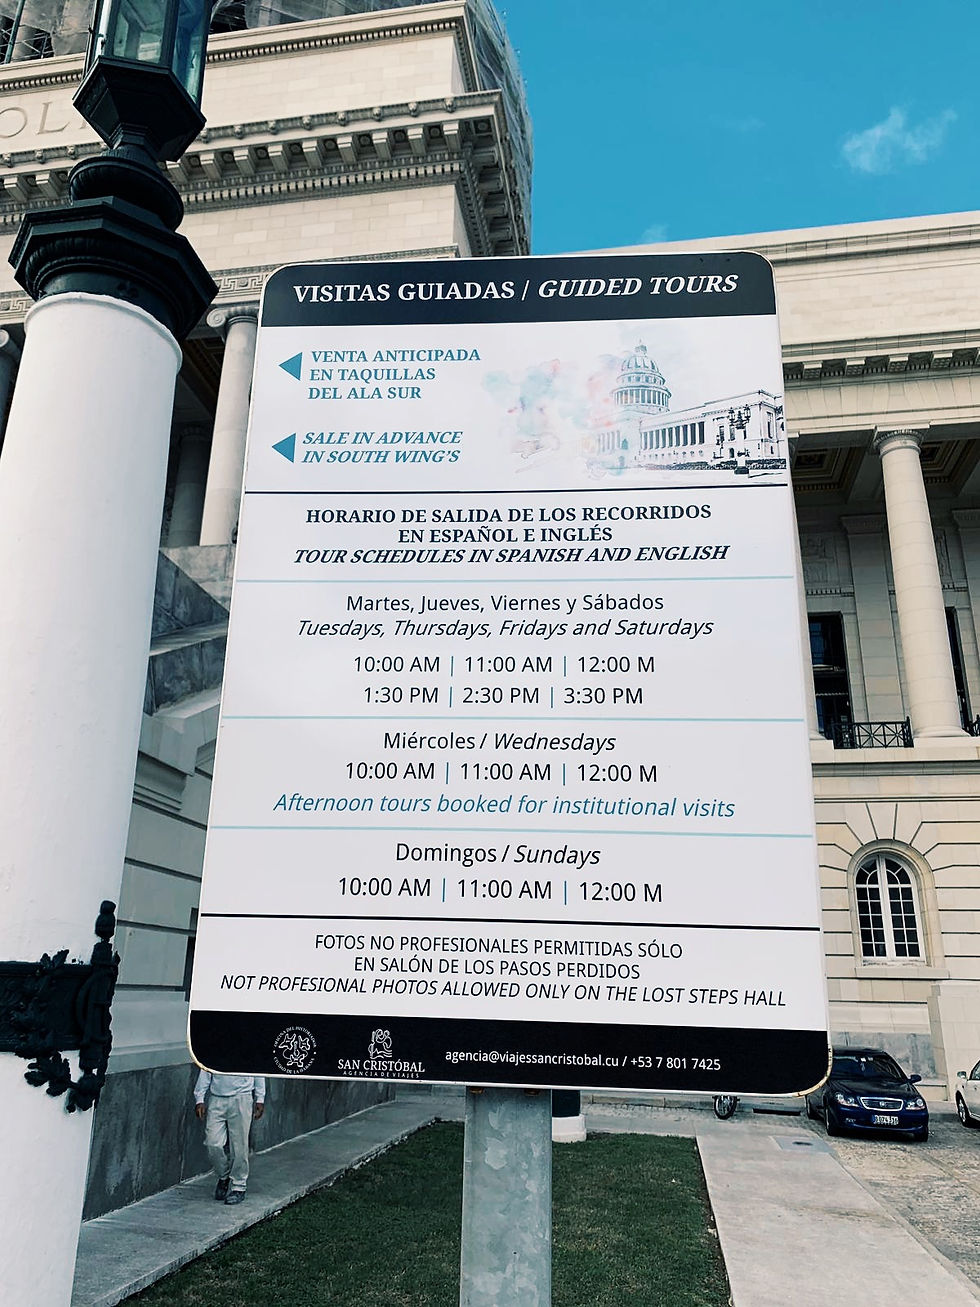 OL
VISITAS GUIADAS / GUIDED TOURS
VENTA ANTICIPADA
EN TAQUILLAS
DEL ALA SUR
SALE IN ADVANCE
IN SOUTH WING'S
HORARIO DE SALIDA DE LOS RECORRIDOS
EN ESPAÑOL E INGLÉS
TOUR SCHEDULES IN SPANISH AND ENGLISH
Martes, Jueves, Viernes y Sábados
Tuesdays, Thursdays, Fridays and Saturdays
10:00 AM | 11:00 AM | 12:00 M
1:30 PM | 2:30 PM | 3:30 PM
Miércoles / Wednesdays
10:00 AM | 11:00 AM | 12:00 M
Afternoon tours booked for institutional visits
Domingos / Sundays
10:00 AM | 11:00 AM | 12:00 M
FOTOS NO PROFESIONALES PERMITIDAS SÓLO
EN SALÓN DE LOS PASOS PERDIDOS
NOT PROFESIONAL PHOTOS ALLOWED ONLY ON THE LOST STEPS HALL
SAN CRISTÓBAL
AGENCIA DE VIAJES
agencia@viajessancristobal.cu / +53 7 801 7425